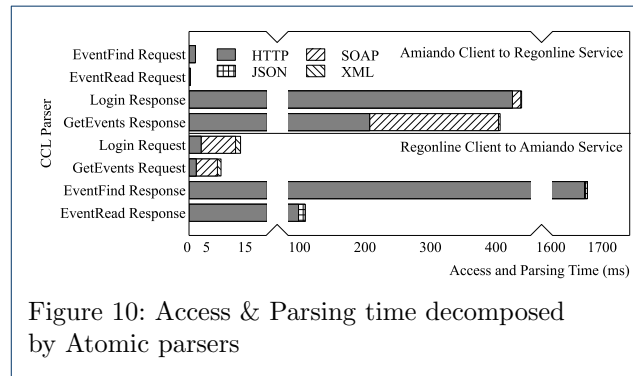 EventFind Request
EventRead Request
Login Response
GetEvents Response
Login Request
GetEvents Request
EventFind Response
EventRead Response
CCL Parser
HTTP SOAP
JSON XML
Amiando Client to Regonline Service
Regonline Client to Amiando Service
0 5 15 100 200 300 400 1600 1700
Access and Parsing Time (ms)
Figure 10: Access & Parsing time decomposed
by Atomic parsers